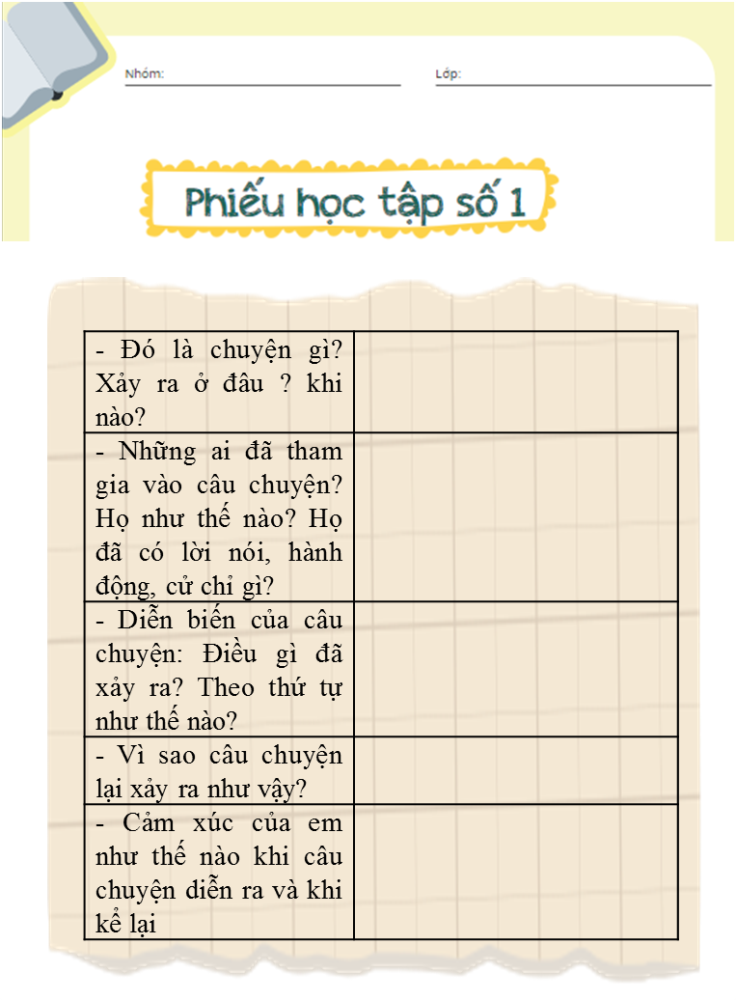 Nhóm:
Lớp:
Phiếu học tập số 1
- Đó là chuyện gì?
Xảy ra ở đâu ? khi
nào?
- Những ai đã tham
gia vào câu chuyện?
Họ như thế nào? Họ
đã có lời nói, hành
động, cử chỉ gì?
- Diễn biến của câu
chuyện: Điều gì đã
xảy ra? Theo thứ tự
như thế nào?
- Vì sao câu chuyện
lại xảy ra như vậy?
- Cảm xúc của em
như thế nào khi câu
chuyện diễn ra và khi
kể lại